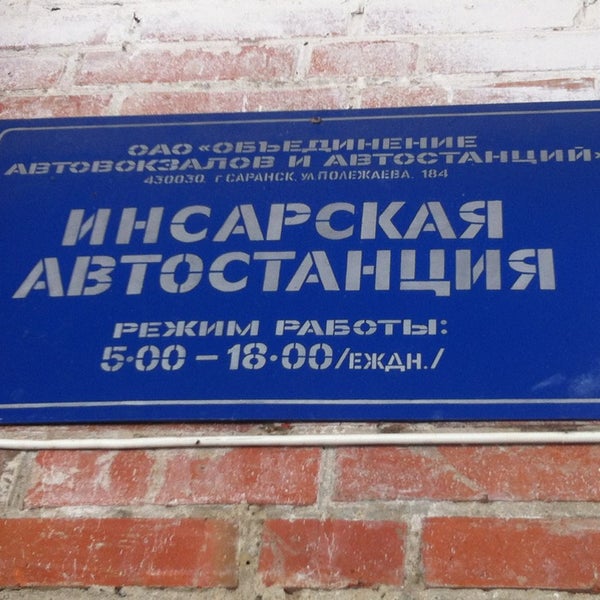 ОАО «ОБЪЕДИНЕНИЕ
АВТОВОКЗАЛОВ И АВТОСТАНЦИЙ»
430030, Г САРАНСК, УЛ.ПОЛЕЖАЕВА, 184
ИНСАРСКАЯ
АВТОСТАНЦИЯ
РЕЖИМ РАБОТЫ:
5·00 – 18·00 /ЕЖДН./